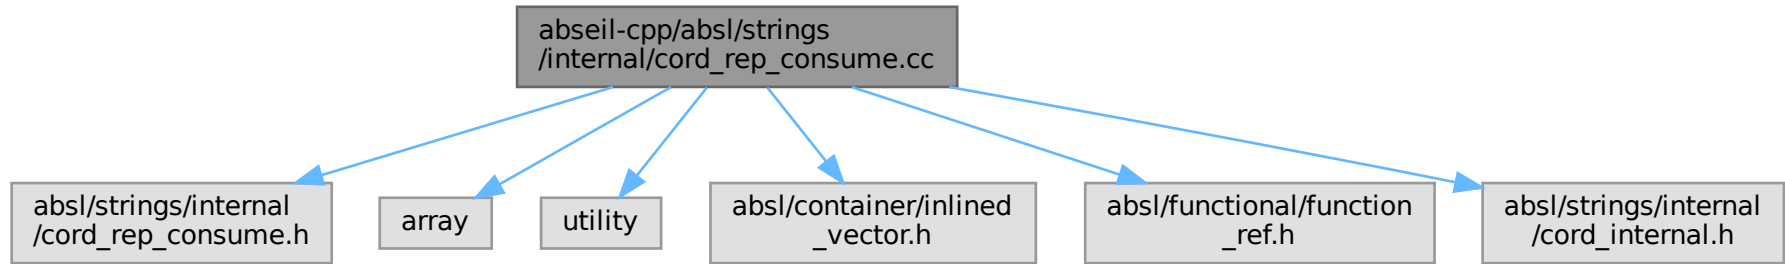 abseil-cpp/absl/strings
/internal/cord_rep_consume.cc
absl/strings/internal
/cord_rep_consume.h
array
utility
absl/container/inlined
_vector.h
absl/functional/function
_ref.h
absl/strings/internal
/cord_internal.h